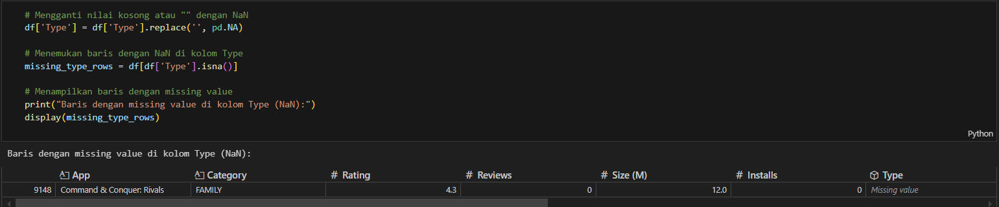 # Mengganti nilai kosong atau "" dengan NaN
df['Type'] = df['Type'].replace('', pd.NA)
# Menemukan baris dengan NaN di kolom Type
missing_type_rows = df[df['Type'].isna()]
# Menampilkan baris dengan missing value
print("Baris dengan missing value di kolom Type (NaN):")
display(missing_type_rows)
Python
Baris dengan missing value di kolom Type (NaN):
App Category # Rating # Reviews # Size (M) # Installs Type
9148 Command & Conquer: Rivals FAMILY 4.3 0 12.0 0 Missing value